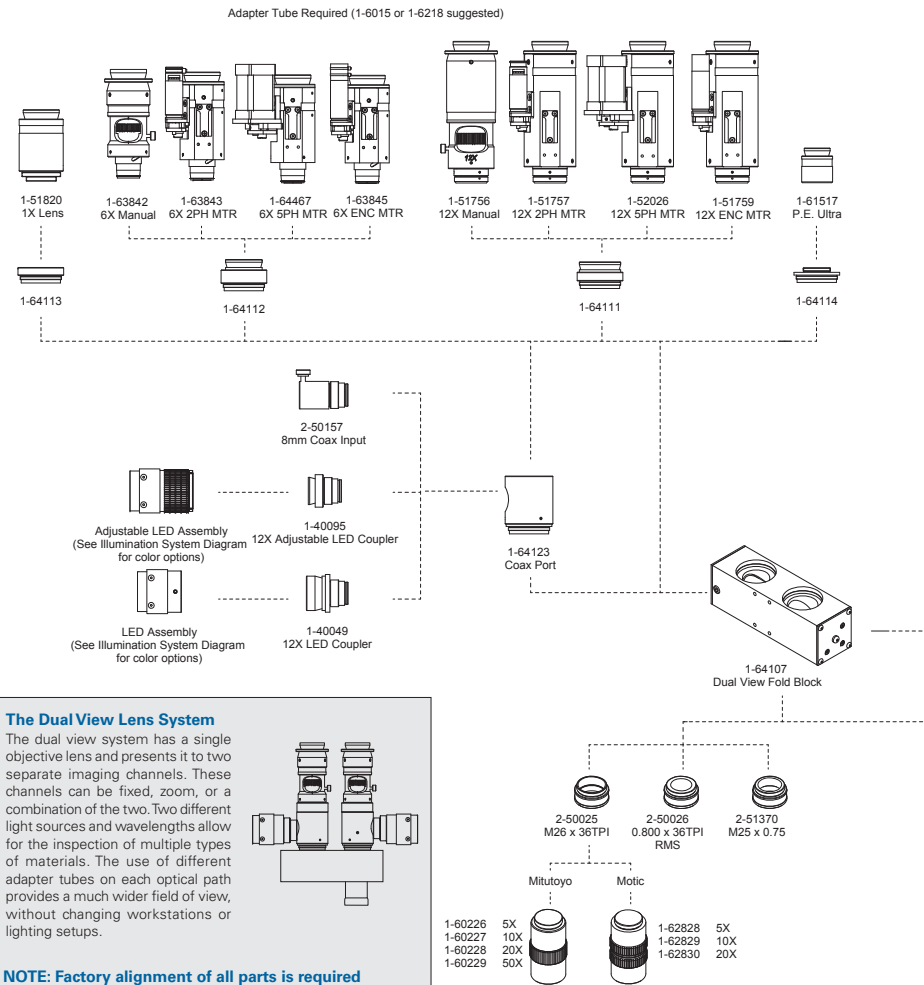 Adapter Tube Required (1-6015 or 1-6218 suggested)
12X
1-51820
1X Lens
1-63842
6X Manual
1-63843
6X 2PH MTR
1-64467
6X 5PH MTR
1-63845
6X ENC MTR
1-51756
12X Manual
1-51757
12X 2PH MTR
1-52026
12X 5PH MTR
1-51759
12X ENC MTR
1-61517
P.E. Ultra
1-64113
1-64112
1-64111
1-64114
2-50157
8mm Coax Input
Adjustable LED Assembly
(See Illumination System Diagram
for color options)
1-40095
12X Adjustable LED Coupler
1-64123
Coax Port
LED Assembly
(See Illumination System Diagram
for color options)
1-40049
12X LED Coupler
1-64107
Dual View Fold Block
The Dual View Lens System
The dual view system has a single
objective lens and presents it to two
separate imaging channels. These
channels can be fixed, zoom, or a
combination of the two. Two different
light sources and wavelengths allow
for the inspection of multiple types
of materials. The use of different
adapter tubes on each optical path
provides a much wider field of view,
without changing workstations or
lighting setups.
NOTE: Factory alignment of all parts is required
2-50025
M26 x 36TPI
2-50026
0.800 x 36TPI
RMS
2-51370
M25 x 0.75
Mitutoyo
Motic
1-60226 5X
1-60227 10X
1-60228 20X
1-60229 50X
1-62828 5X
1-62829 10X
1-62830 20X